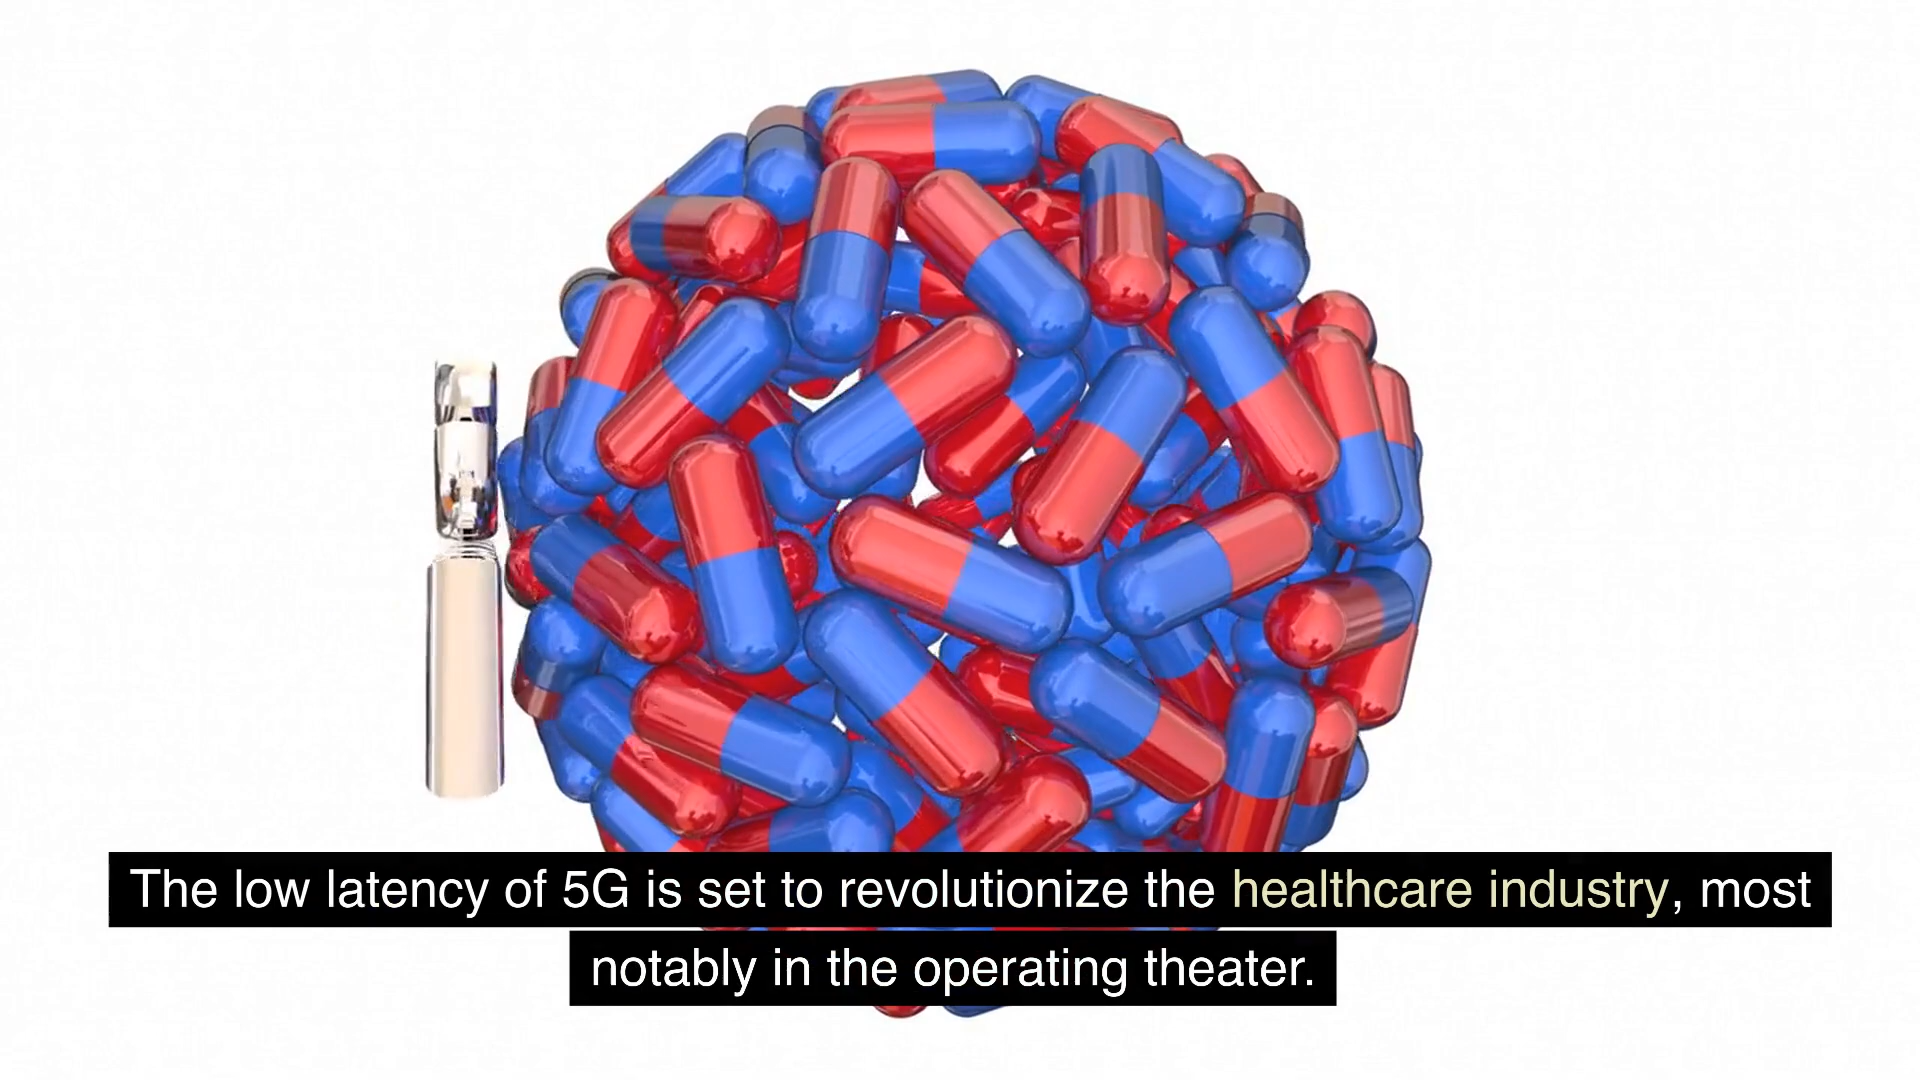 The low latency of 5G is set to revolutionize the healthcare industry, most
notably in the operating theater.